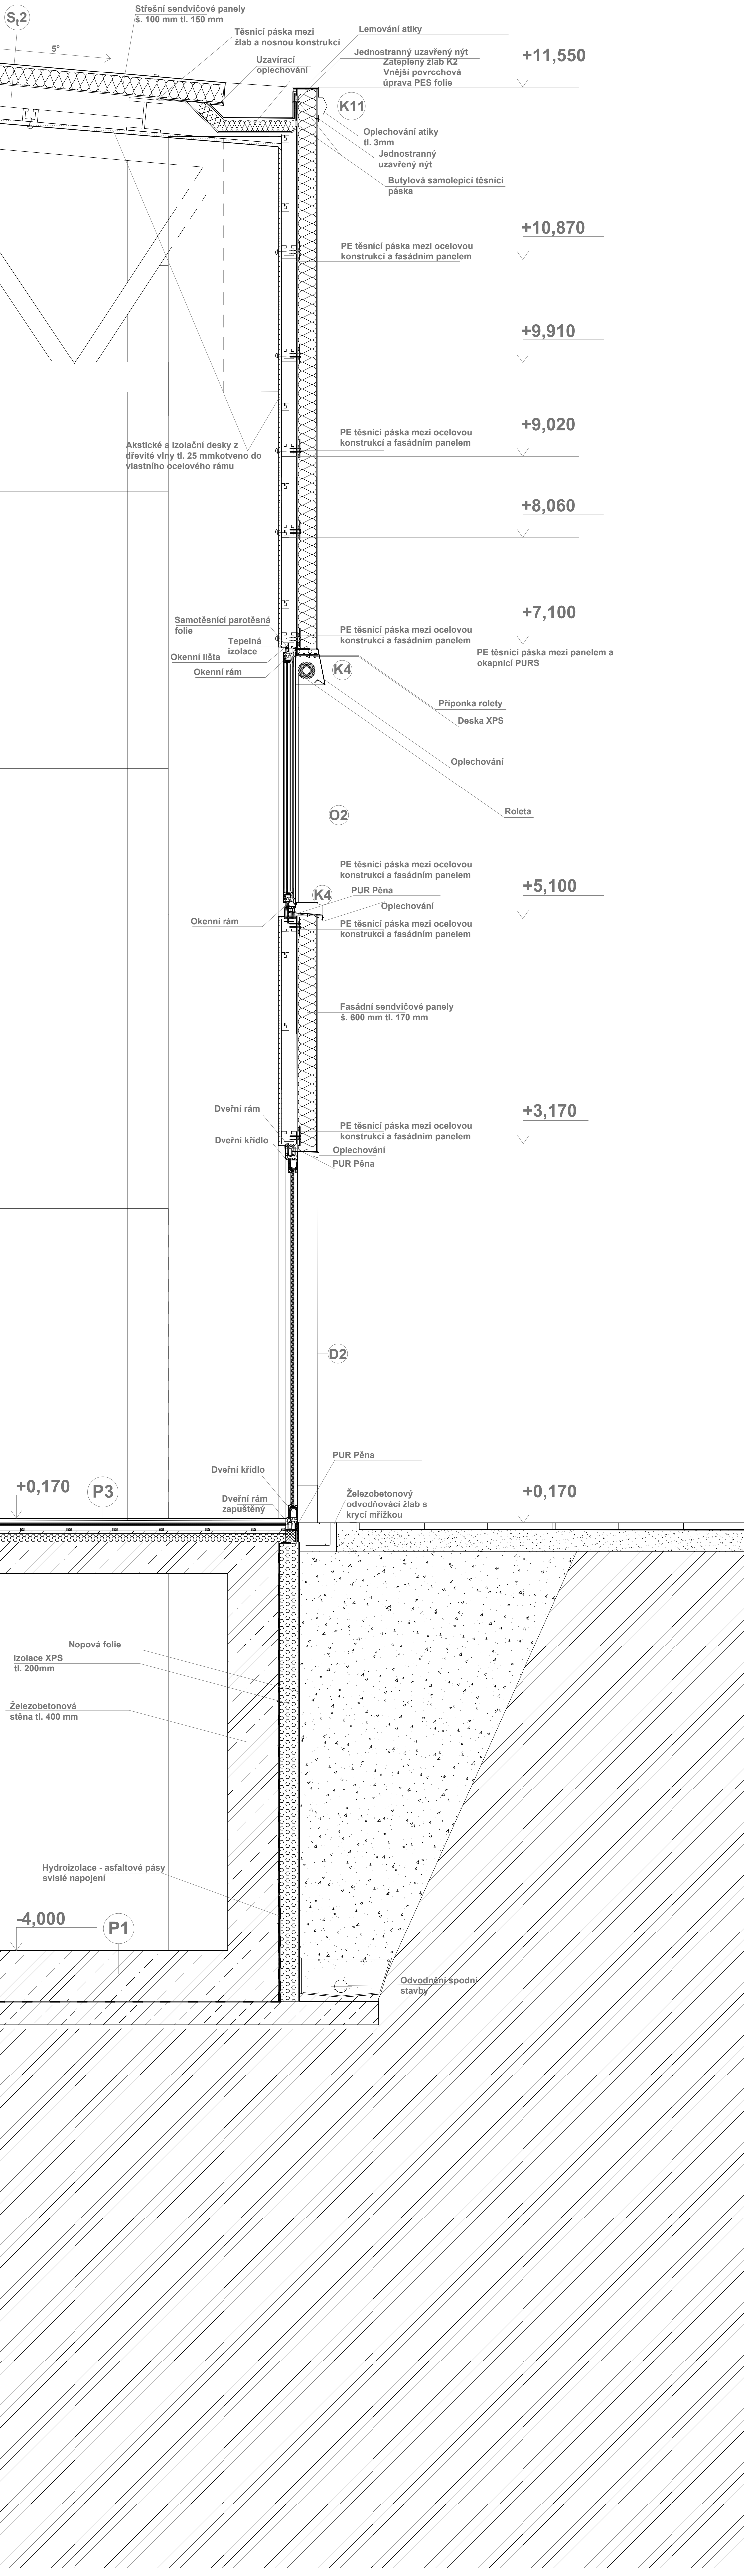 Střešní sendvičové panely
š. 100 mm tl. 150 mm
St2
5°
Těsnící páska mezi
žlab a nosnou konstrukcí
Lemování atiky
Uzavírací
oplechování
Jednostranný uzavřený nýt
Zateplený žlab K2
Vnější povrcchová
úprava PES folie
+11,550
K11
Oplechování atiky
tl. 3mm
Jednostranný
uzavřený nýt
Butylová samolepící těsnící
páska
+10,870
PE těsnící páska mezi ocelovou
konstrukcí a fasádním panelem
+9,910
+9,020
PE těsnící páska mezi ocelovou
konstrukcí a fasádním panelem
Akstické a izolační desky z
dřevité vlny tl. 25 mmkotveno do
vlastního ocelového rámu
+8,060
+7,100
Samotěsnící parotěsná
folie
PE těsnící páska mezi ocelovou
konstrukcí a fasádním panelem
Tepelná
izolace
PE těsnící páska mezi panelem a
okapnicí PURS
Okenní lišta
Okenní rám
K4
Příponka rolety
Deska XPS
Oplechování
Roleta
O2
PE těsnící páska mezi ocelovou
konstrukcí a fasádním panelem
+5,100
K4
PUR Pěna
Oplechování
Okenní rám
PE těsnící páska mezi ocelovou
konstrukcí a fasádním panelem
Fasádní sendvičové panely
š. 600 mm tl. 170 mm
Dveřní rám
+3,170
PE těsnící páska mezi ocelovou
konstrukcí a fasádním panelem
Dveřní křídlo
Oplechování
PUR Pěna
D2
PUR Pěna
Dveřní křídlo
+0,170
P3
+0,170
Dveřní rám
zapuštěný
Železobetonový
odvodňovácí žlab s
krycí mřížkou
Nopová folie
Izolace XPS
tl. 200mm
Železobetonová
stěna tl. 400 mm
Hydroizolace - asfaltové pásy
svislé napojení
-4,000
P1
Odvodnění spodní
stavby